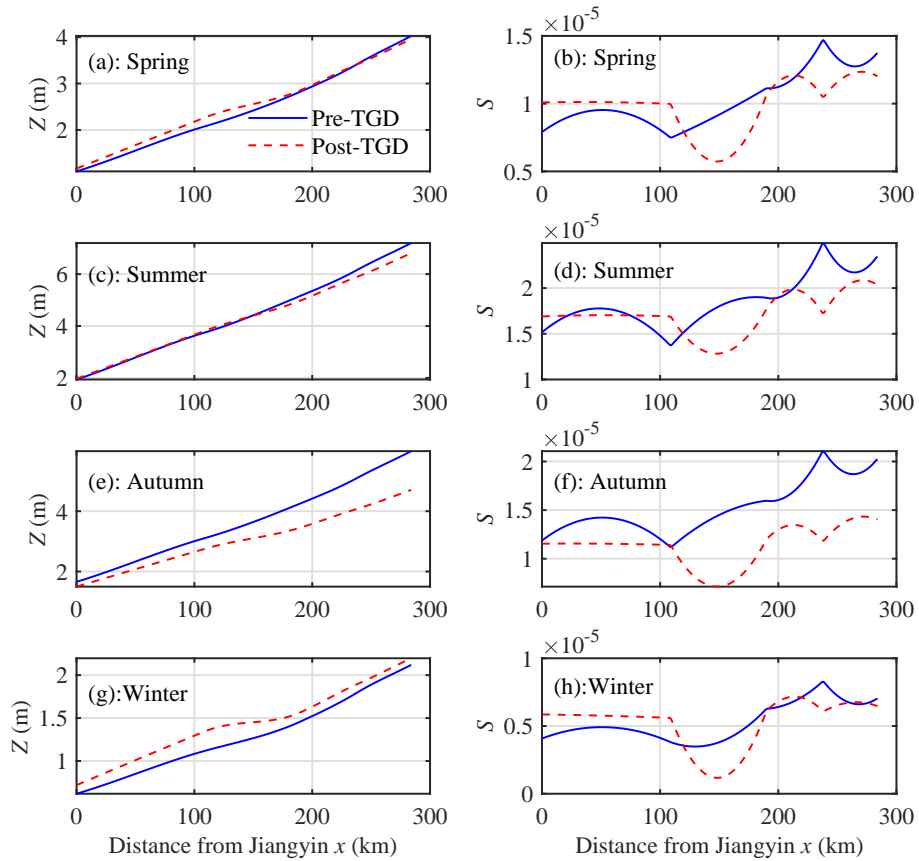 (a): Spring
Z (m)
4
3
2
0
100
200
300
Pre-TGD
Post-TGD
×10⁻⁵
(b): Spring
S
1.5
1
0.5
0
100
200
300
(c): Summer
Z (m)
6
4
2
0
100
200
300
×10⁻⁵
(d): Summer
S
2
1.5
1
0
100
200
300
(e): Autumn
Z (m)
4
2
0
100
200
300
×10⁻⁵
(f): Autumn
S
2
1.5
1
0
100
200
300
(g):Winter
Z (m)
2
1.5
1
0
100
200
300
Distance from Jiangyin x (km)
×10⁻⁵
(h):Winter
S
1
0.5
0
0
100
200
300
Distance from Jiangyin x (km)